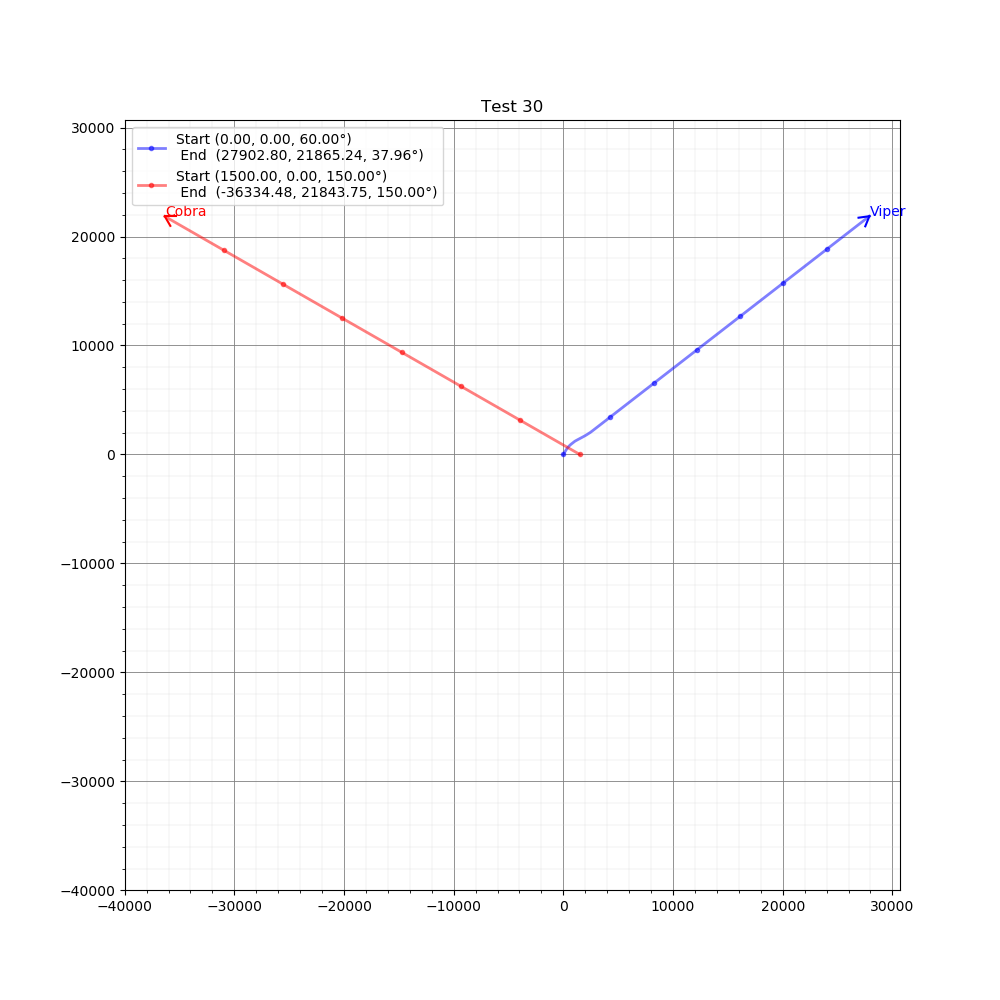 Test 30
Start (0.00, 0.00, 60.00°)
End (27902.80, 21865.24, 37.96°)
Start (1500.00, 0.00, 150.00°)
End (-36334.48, 21843.75, 150.00°)
Cobra
Viper
30000
20000
10000
0
−10000
−20000
−30000
−40000
−40000 −30000 −20000 −10000 0 10000 20000 30000